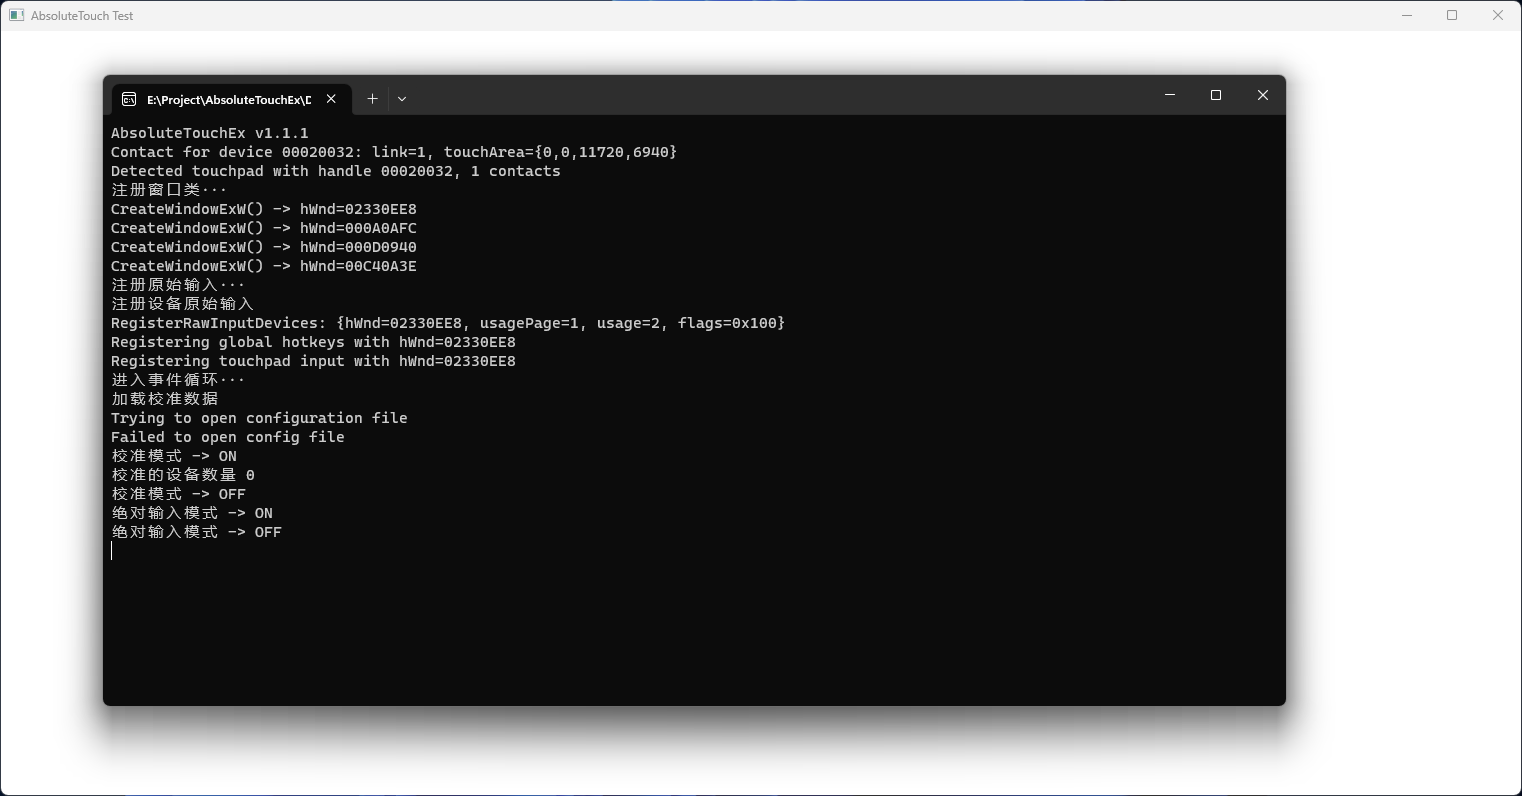 AbsoluteTouch Test
E:\Project\AbsoluteTouchEx\D
AbsoluteTouchEx v1.1.1
Contact for device 00020032: link=1, touchArea={0,0,11720,6940}
Detected touchpad with handle 00020032, 1 contacts
注册窗口类···
CreateWindowExW() -> hWnd=02330EE8
CreateWindowExW() -> hWnd=000A0AFC
CreateWindowExW() -> hWnd=000D0940
CreateWindowExW() -> hWnd=00C40A3E
注册原始输入···
注册设备原始输入
RegisterRawInputDevices: {hWnd=02330EE8, usagePage=1, usage=2, flags=0x100}
Registering global hotkeys with hWnd=02330EE8
Registering touchpad input with hWnd=02330EE8
进入事件循环···
加载校准数据
Trying to open configuration file
Failed to open config file
校准模式 -> ON
校准的设备数量 0
校准模式 -> OFF
绝对输入模式 -> ON
绝对输入模式 -> OFF